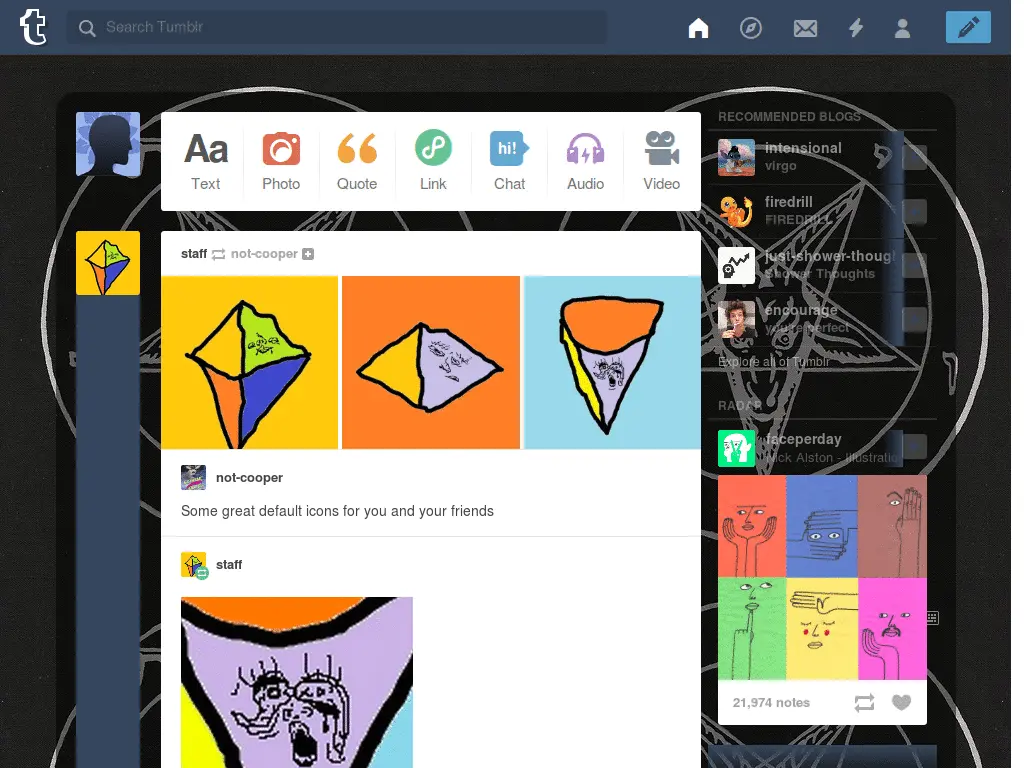 t Search Tumblr
Aa
hi!
Text Photo Quote Link Chat Audio Video
staff not-cooper
not-cooper
Some great default icons for you and your friends
staff
RECOMMENDED BLOGS
intensional
virgo
firedrill
FIREDRILL
just-shower-though
Shower Thoughts
encourage
you're perfect
Explore all of Tumblr
RADAR
faceperday
Nick Alston - Illustratio
21,974 notes